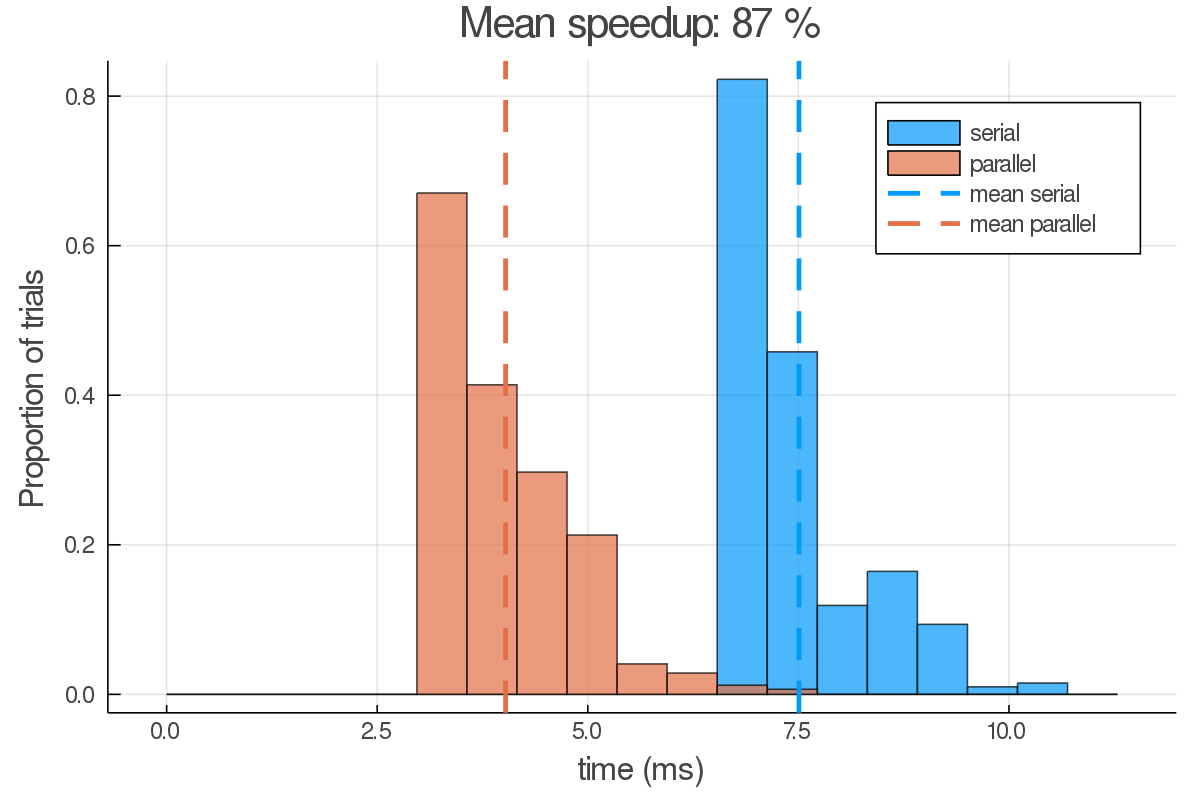 Mean speedup: 87 %
serial
parallel
mean serial
mean parallel
Proportion of trials
0.8
0.6
0.4
0.2
0.0
0.0 2.5 5.0 7.5 10.0
time (ms)